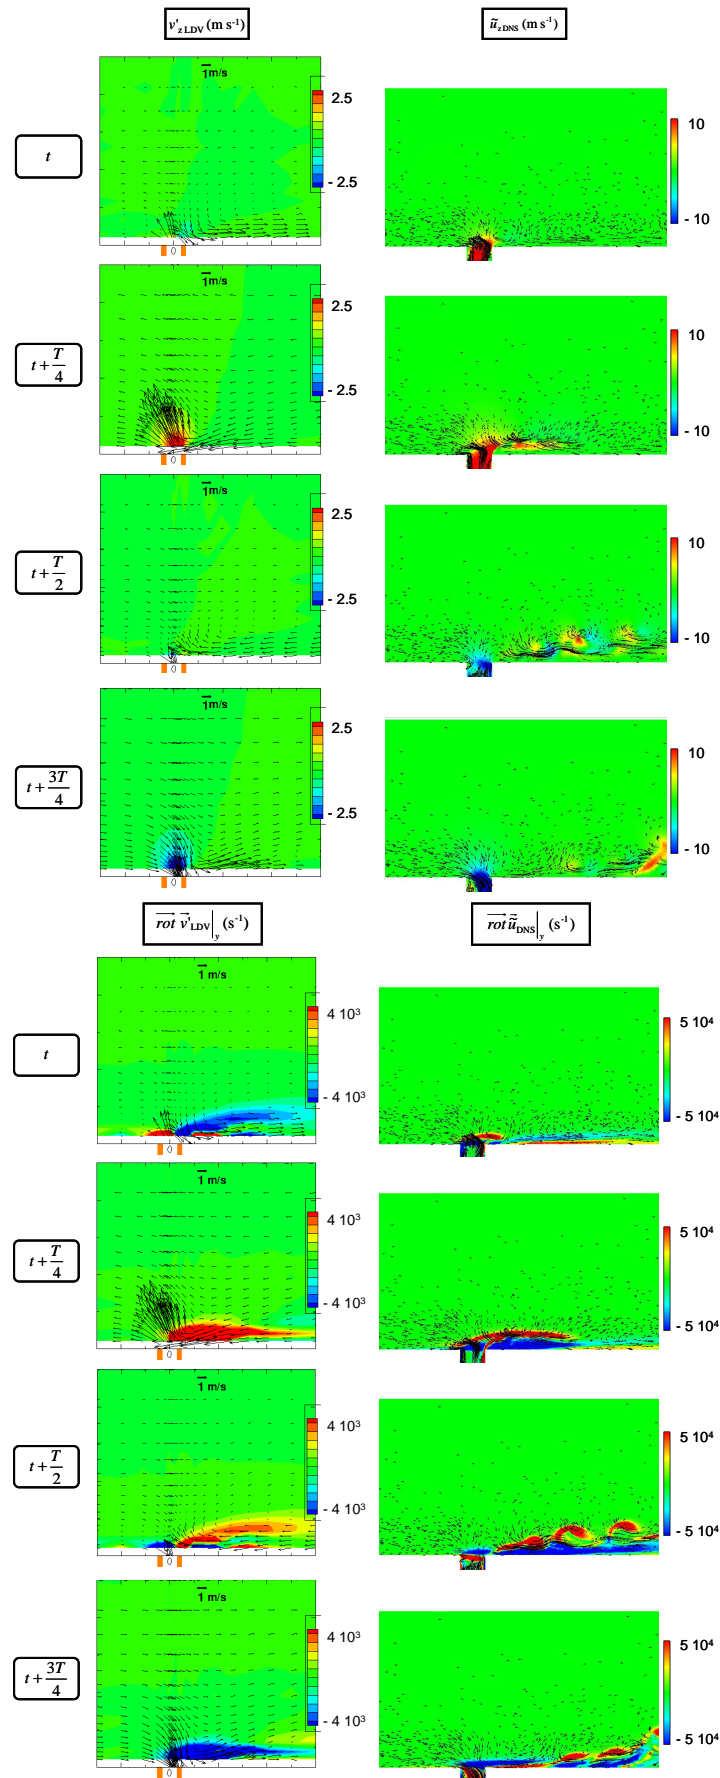 v'z LDV (m s⁻¹) ũz DNS (m s⁻¹)
1m/s
t
2.5
- 2.5
0
10
- 10
1m/s
t + T/4
2.5
- 2.5
0
10
- 10
1m/s
t + T/2
2.5
- 2.5
0
10
- 10
1m/s
t + 3T/4
2.5
- 2.5
0
10
- 10
rot v'LDV|y (s⁻¹) rot ũDNS|y (s⁻¹)
1 m/s
t
4 10³
- 4 10³
0
5 10⁴
- 5 10⁴
1 m/s
t + T/4
4 10³
- 4 10³
0
5 10⁴
- 5 10⁴
1 m/s
t + T/2
4 10³
- 4 10³
0
5 10⁴
- 5 10⁴
1 m/s
t + 3T/4
4 10³
- 4 10³
0
5 10⁴
- 5 10⁴